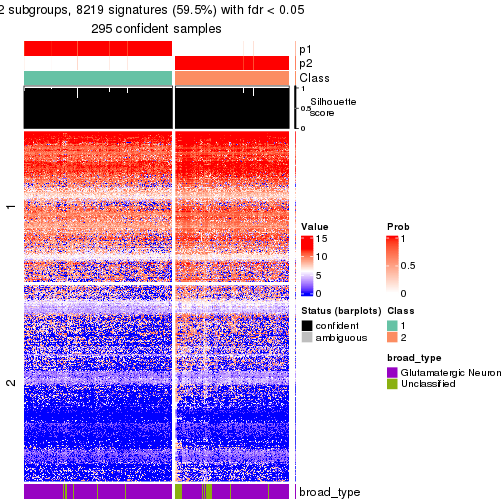 2 subgroups, 8219 signatures (59.5%) with fdr < 0.05
295 confident samples
p1
p2
Class
1
0.5
0
Silhouette
score
1
2
Value
15
10
5
0
Prob
1
0.5
0
Status (barplots)
confident
ambiguous
Class
1
2
broad_type
Glutamatergic Neuron
Unclassified
broad_type